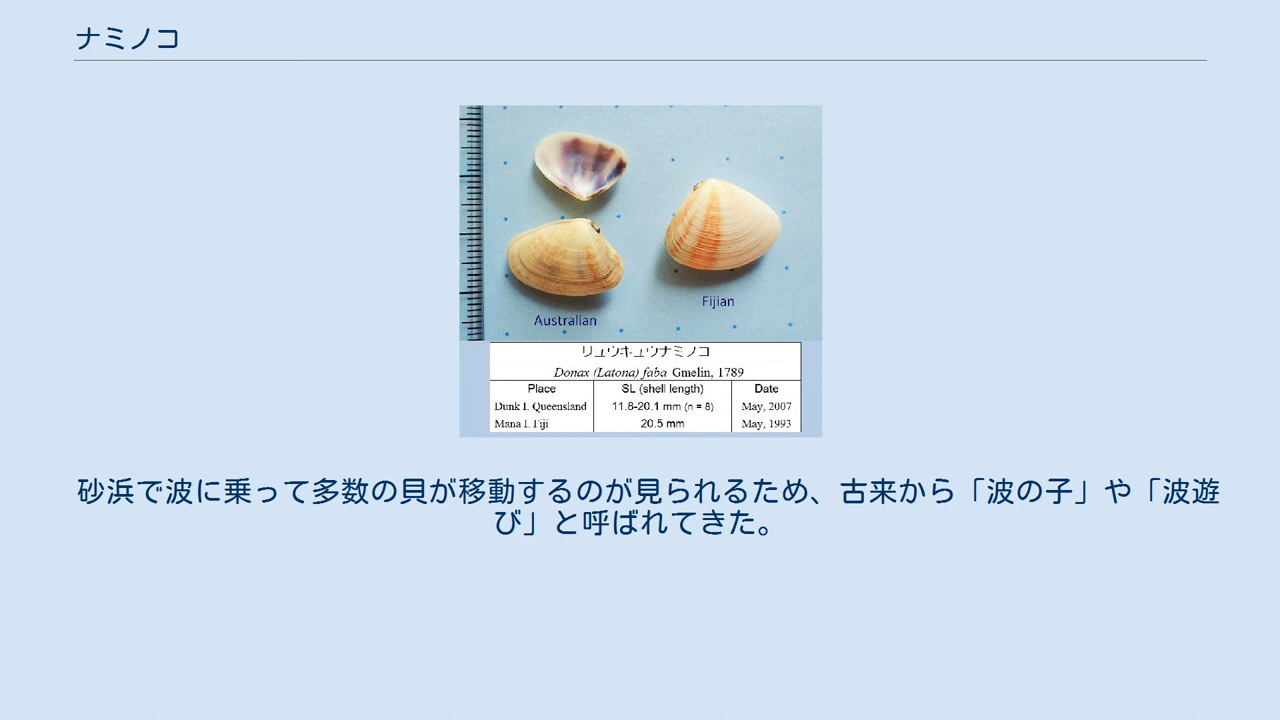 ナミノコ
Fijian
Australian
リュウキュウナミノコ
Donax (Latona) faba Gmelin, 1789
Place SL (shell length) Date
Dunk I. Queensland 11.8-20.1 mm (n = 8) May, 2007
Mana I. Fiji 20.5 mm May, 1993
砂浜で波に乗って多数の貝が移動するのが見られるため、古来から「波の子」や「波遊
び」と呼ばれてきた。